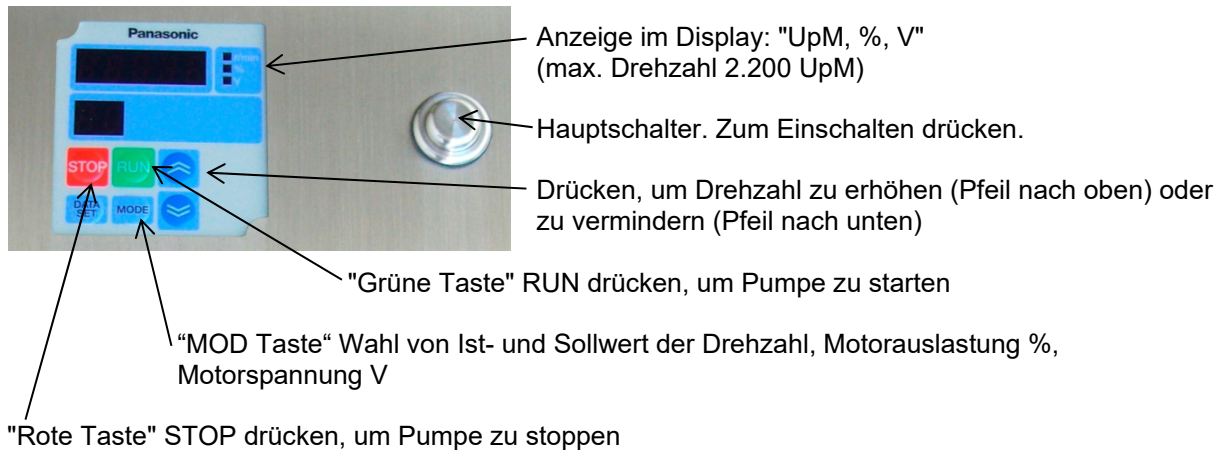 Panasonic
r/min
%
V
Anzeige im Display: "UpM, %, V"
(max. Drehzahl 2.200 UpM)
Hauptschalter. Zum Einschalten drücken.
STOP RUN
Drücken, um Drehzahl zu erhöhen (Pfeil nach oben) oder
zu vermindern (Pfeil nach unten)
DATA
SET
MODE
"Grüne Taste" RUN drücken, um Pumpe zu starten
“MOD Taste“ Wahl von Ist- und Sollwert der Drehzahl, Motorauslastung %,
Motorspannung V
"Rote Taste" STOP drücken, um Pumpe zu stoppen